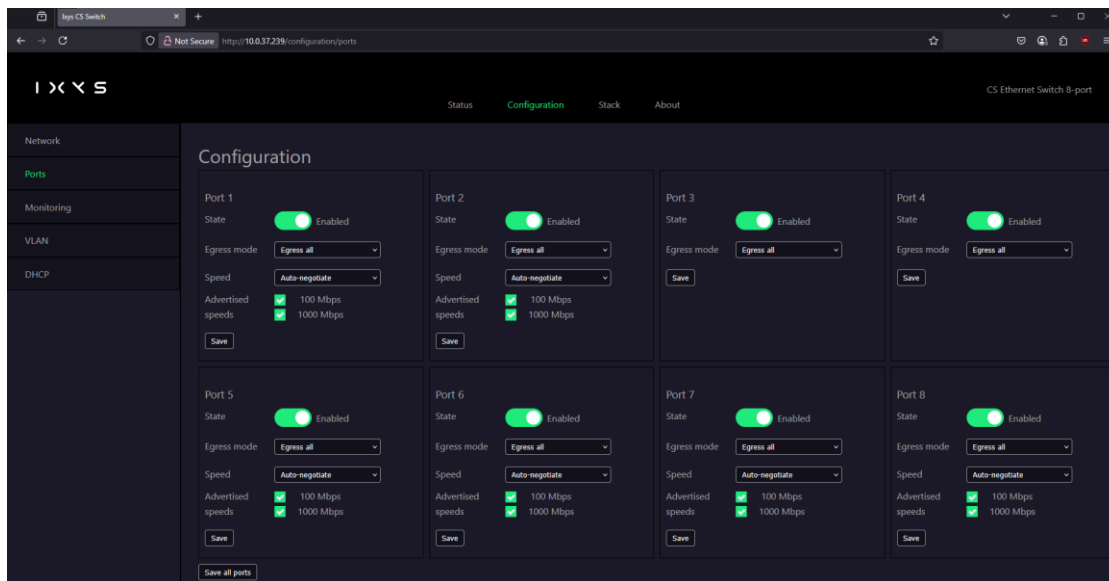 Ixys CS Switch
Not Secure http://10.0.37.239/configuration/ports
IXYS
CS Ethernet Switch 8-port
Status Configuration Stack About
Network
Ports
Monitoring
VLAN
DHCP
Configuration
Port 1
State Enabled
Egress mode Egress all
Speed Auto-negotiate
Advertised speeds 100 Mbps
1000 Mbps
Save
Port 2
State Enabled
Egress mode Egress all
Speed Auto-negotiate
Advertised speeds 100 Mbps
1000 Mbps
Save
Port 3
State Enabled
Egress mode Egress all
Save
Port 4
State Enabled
Egress mode Egress all
Save
Port 5
State Enabled
Egress mode Egress all
Speed Auto-negotiate
Advertised speeds 100 Mbps
1000 Mbps
Save
Port 6
State Enabled
Egress mode Egress all
Speed Auto-negotiate
Advertised speeds 100 Mbps
1000 Mbps
Save
Port 7
State Enabled
Egress mode Egress all
Speed Auto-negotiate
Advertised speeds 100 Mbps
1000 Mbps
Save
Port 8
State Enabled
Egress mode Egress all
Speed Auto-negotiate
Advertised speeds 100 Mbps
1000 Mbps
Save
Save all ports